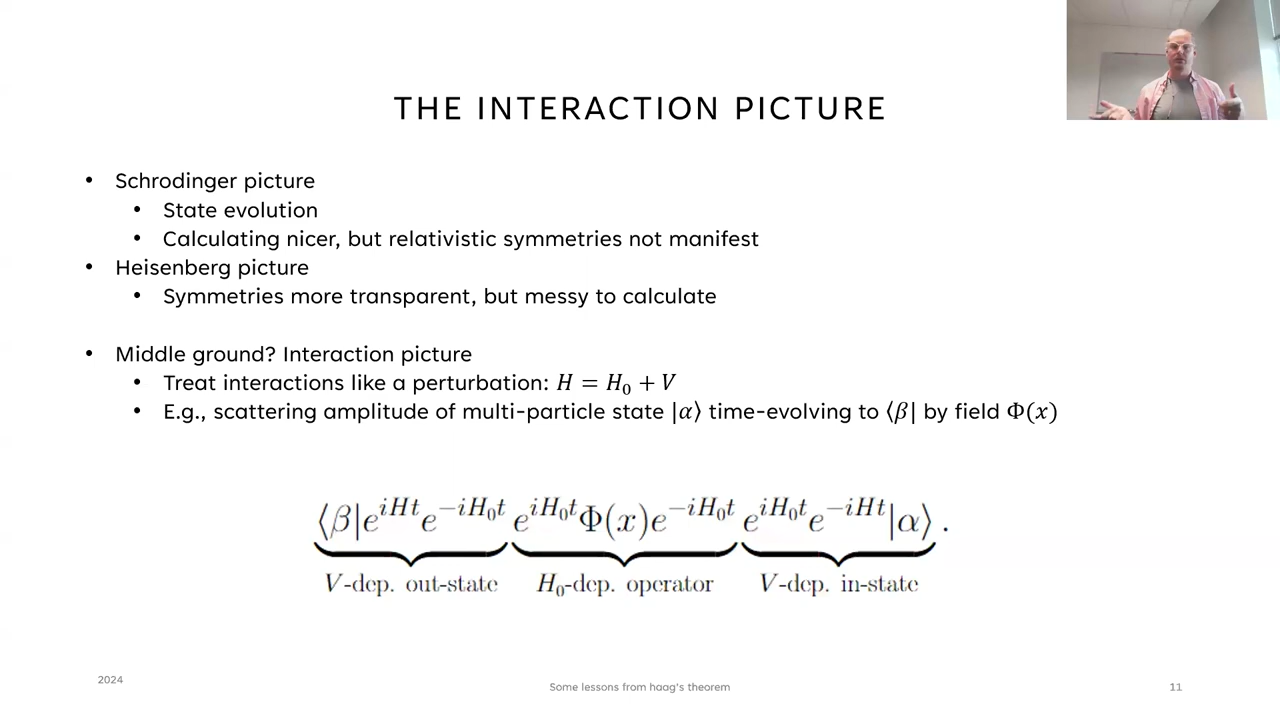 THE INTERACTION PICTURE
• Schrodinger picture
• State evolution
• Calculating nicer, but relativistic symmetries not manifest
• Heisenberg picture
• Symmetries more transparent, but messy to calculate
• Middle ground? Interaction picture
• Treat interactions like a perturbation: H = H₀ + V
• E.g., scattering amplitude of multi-particle state |α⟩ time-evolving to ⟨β| by field Φ(x)
⟨β|e^{iHt}e^{-iH₀t} e^{iH₀t}Φ(x)e^{-iH₀t} e^{iH₀t}e^{-iHt}|α⟩ .
V-dep. out-state H₀-dep. operator V-dep. in-state
2024
Some lessons from haag's theorem
11